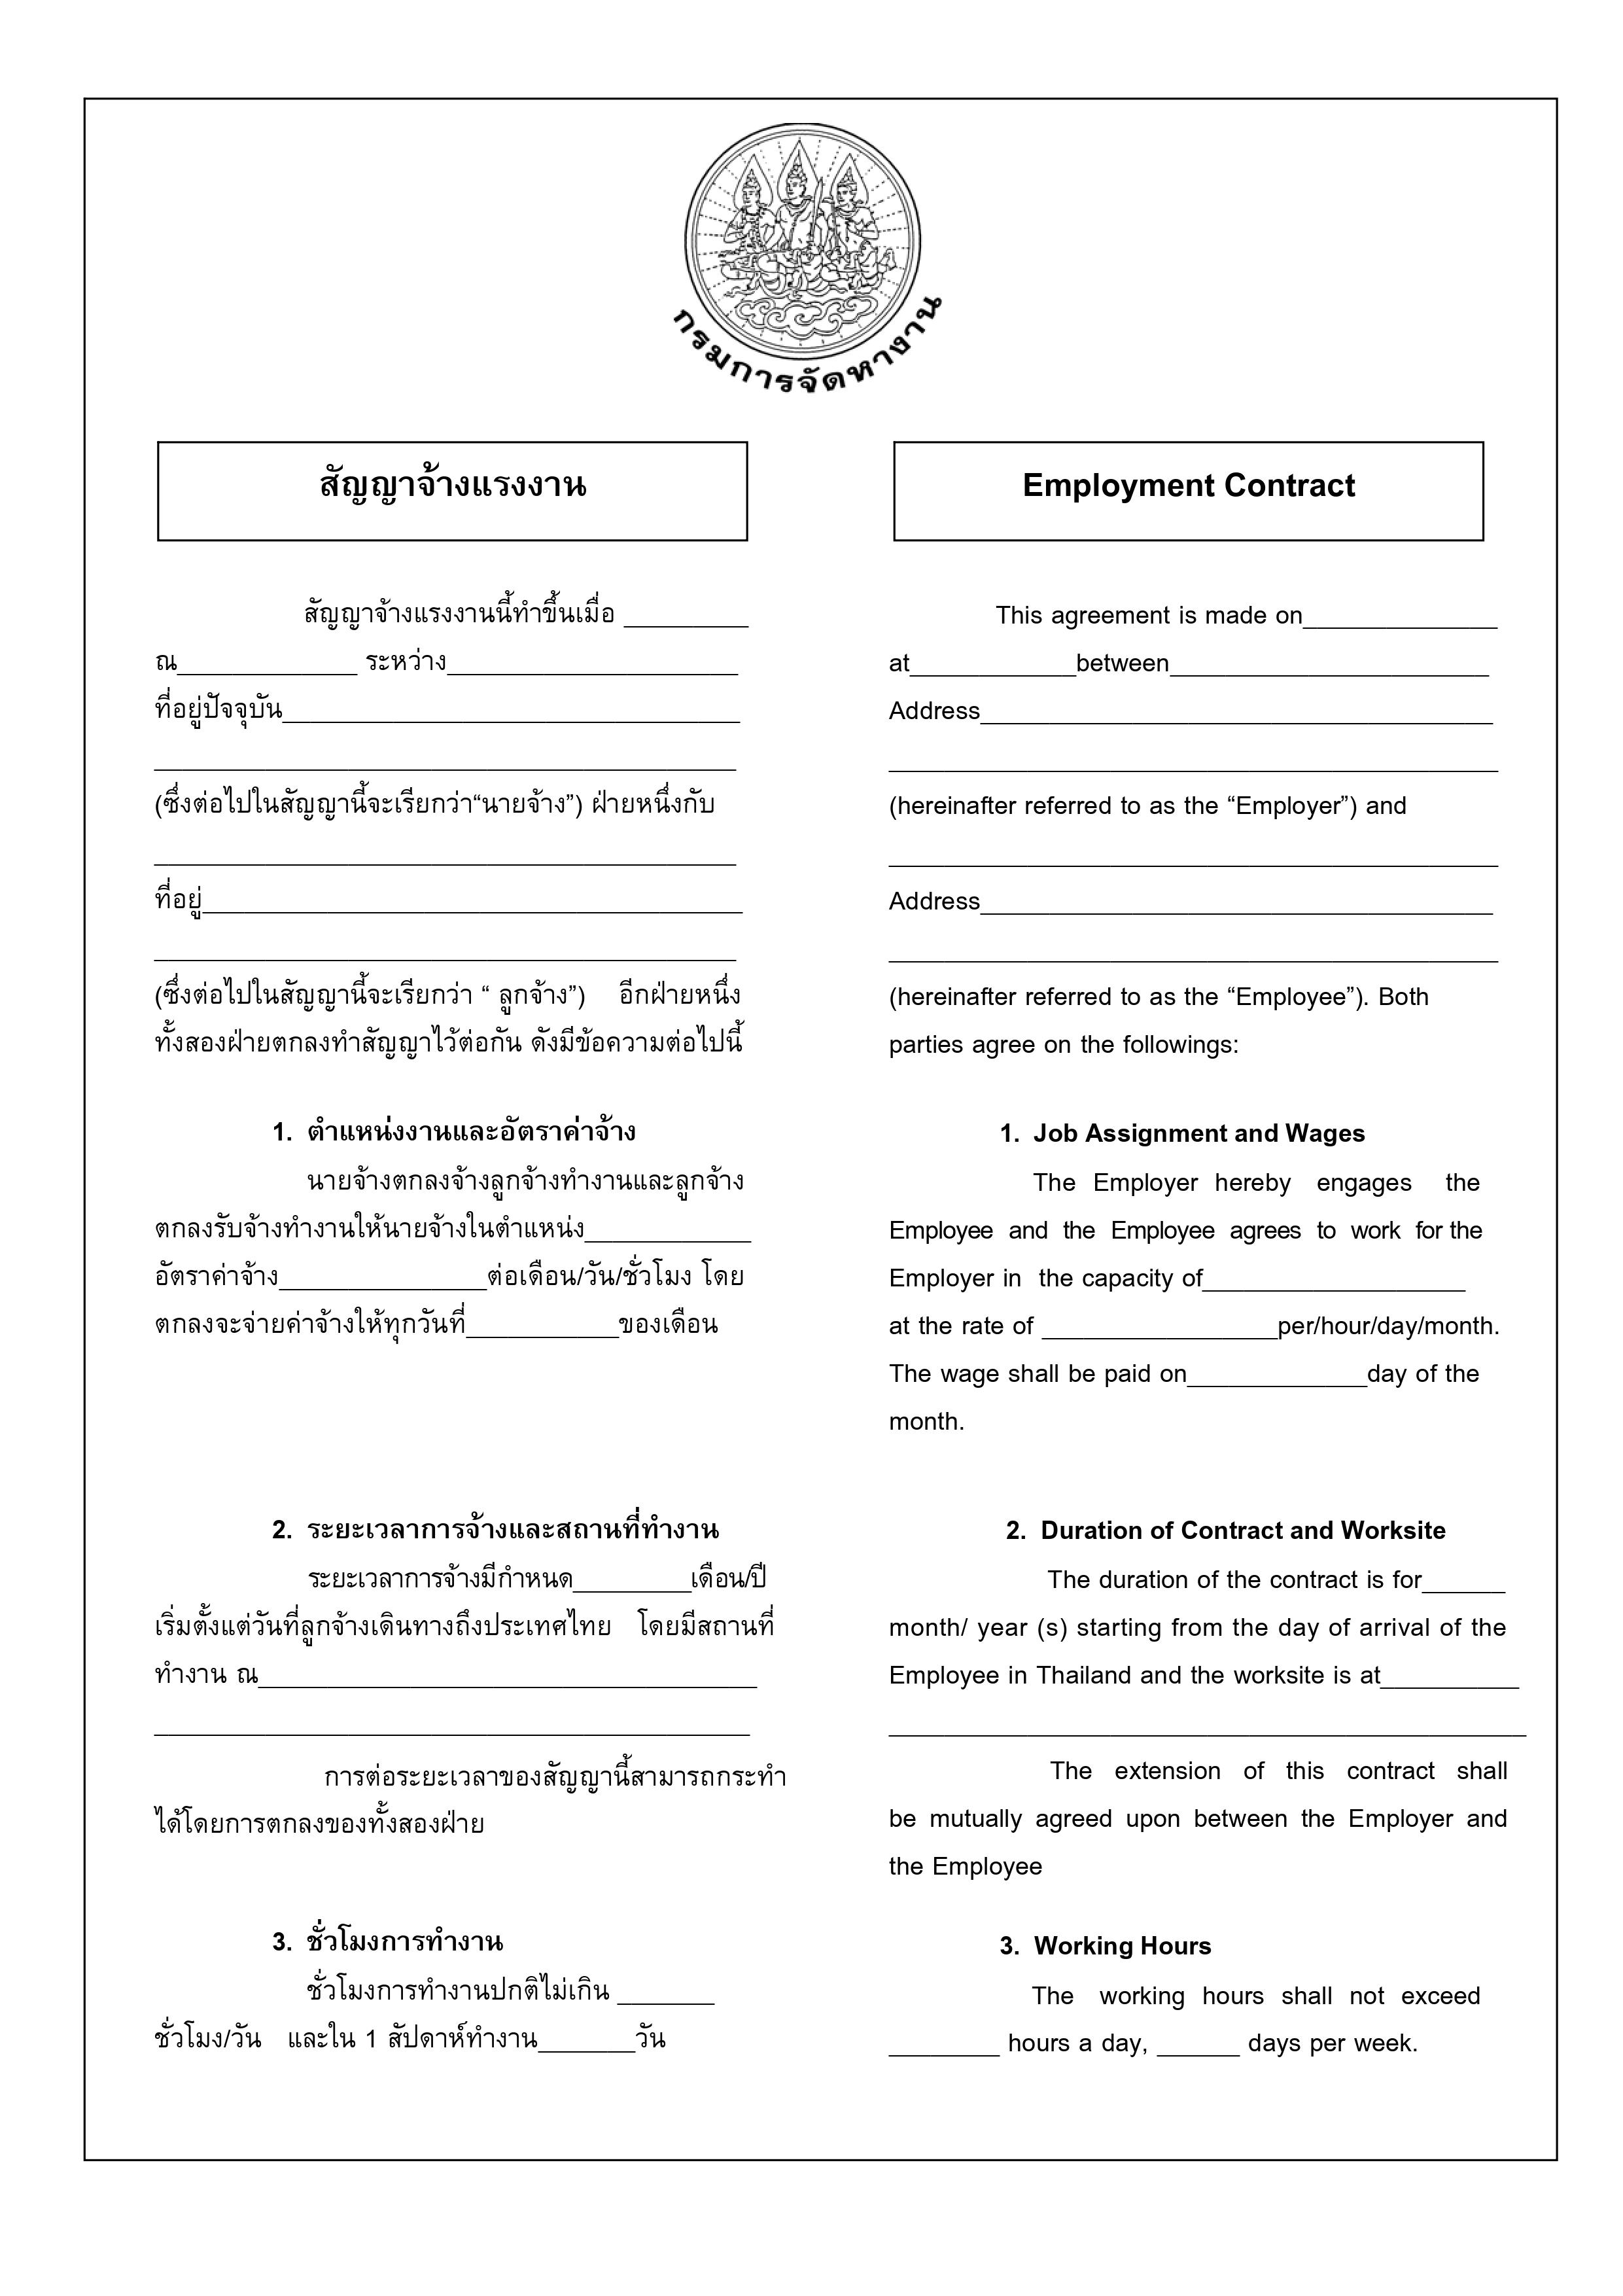 กรมการจัดหางาน
สัญญาจ้างแรงงาน
สัญญาจ้างแรงงานนี้ทำขึ้นเมื่อ _________
ณ_____________ ระหว่าง_____________________
ที่อยู่ปัจจุบัน_________________________________
__________________________________________
(ซึ่งต่อไปในสัญญานี้จะเรียกว่า“นายจ้าง”) ฝ่ายหนึ่งกับ
__________________________________________
ที่อยู่_______________________________________
__________________________________________
(ซึ่งต่อไปในสัญญานี้จะเรียกว่า “ ลูกจ้าง”) อีกฝ่ายหนึ่ง
ทั้งสองฝ่ายตกลงทำสัญญาไว้ต่อกัน ดังมีข้อความต่อไปนี้
1. ตำแหน่งงานและอัตราค่าจ้าง
นายจ้างตกลงจ้างลูกจ้างทำงานและลูกจ้าง
ตกลงรับจ้างทำงานให้นายจ้างในตำแหน่ง____________
อัตราค่าจ้าง_______________ต่อเดือน/วัน/ชั่วโมง โดย
ตกลงจะจ่ายค่าจ้างให้ทุกวันที่___________ของเดือน
2. ระยะเวลาการจ้างและสถานที่ทำงาน
ระยะเวลาการจ้างมีกำหนด_________เดือน/ปี
เริ่มตั้งแต่วันที่ลูกจ้างเดินทางถึงประเทศไทย โดยมีสถานที่
ทำงาน ณ____________________________________
___________________________________________
การต่อระยะเวลาของสัญญานี้สามารถกระทำ
ได้โดยการตกลงของทั้งสองฝ่าย
3. ชั่วโมงการทำงาน
ชั่วโมงการทำงานปกติไม่เกิน _______
ชั่วโมง/วัน และใน 1 สัปดาห์ทำงาน_______วัน
Employment Contract
This agreement is made on______________
at____________between_______________________
Address_____________________________________
____________________________________________
(hereinafter referred to as the “Employer”) and
____________________________________________
Address_____________________________________
____________________________________________
(hereinafter referred to as the “Employee”). Both
parties agree on the followings:
1. Job Assignment and Wages
The Employer hereby engages the
Employee and the Employee agrees to work for the
Employer in the capacity of___________________
at the rate of _________________per/hour/day/month.
The wage shall be paid on_____________day of the
month.
2. Duration of Contract and Worksite
The duration of the contract is for______
month/ year (s) starting from the day of arrival of the
Employee in Thailand and the worksite is at__________
______________________________________________
The extension of this contract shall
be mutually agreed upon between the Employer and
the Employee
3. Working Hours
The working hours shall not exceed
________ hours a day, ______ days per week.